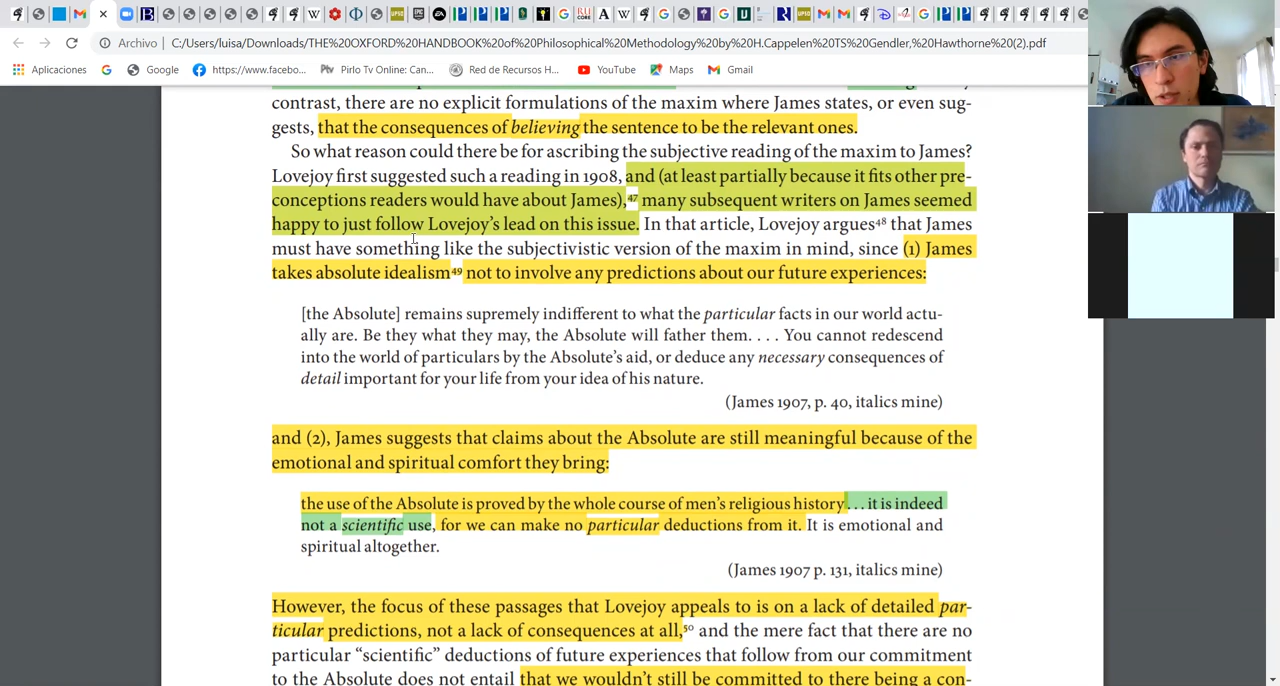 Archivo
C:/Users/luisa/Downloads/THE%20OXFORD%20HANDBOOK%20of%20Philosophical%20Methodology%20by%20H.Cappelen%20TS%20Gendler,%20Hawthorne%20(2).pdf
Aplicaciones
Google
https://www.facebo...
Pirlo Tv Online: Can...
Red de Recursos H...
YouTube
Maps
Gmail
contrast, there are no explicit formulations of the maxim where James states, or even sug-
gests, that the consequences of believing the sentence to be the relevant ones.
So what reason could there be for ascribing the subjective reading of the maxim to James?
Lovejoy first suggested such a reading in 1908, and (at least partially because it fits other pre-
conceptions readers would have about James),47 many subsequent writers on James seemed
happy to just follow Lovejoy's lead on this issue. In that article, Lovejoy argues48 that James
must have something like the subjectivistic version of the maxim in mind, since (1) James
takes absolute idealism49 not to involve any predictions about our future experiences:
[the Absolute] remains supremely indifferent to what the particular facts in our world actu-
ally are. Be they what they may, the Absolute will father them. . . . You cannot redescend
into the world of particulars by the Absolute's aid, or deduce any necessary consequences of
detail important for your life from your idea of his nature.
(James 1907, p. 40, italics mine)
and (2), James suggests that claims about the Absolute are still meaningful because of the
emotional and spiritual comfort they bring:
the use of the Absolute is proved by the whole course of men's religious history . . . it is indeed
not a scientific use, for we can make no particular deductions from it. It is emotional and
spiritual altogether.
(James 1907 p. 131, italics mine)
However, the focus of these passages that Lovejoy appeals to is on a lack of detailed par-
ticular predictions, not a lack of consequences at all,50 and the mere fact that there are no
particular “scientific” deductions of future experiences that follow from our commitment
to the Absolute does not entail that we wouldn't still be committed to there being a con-